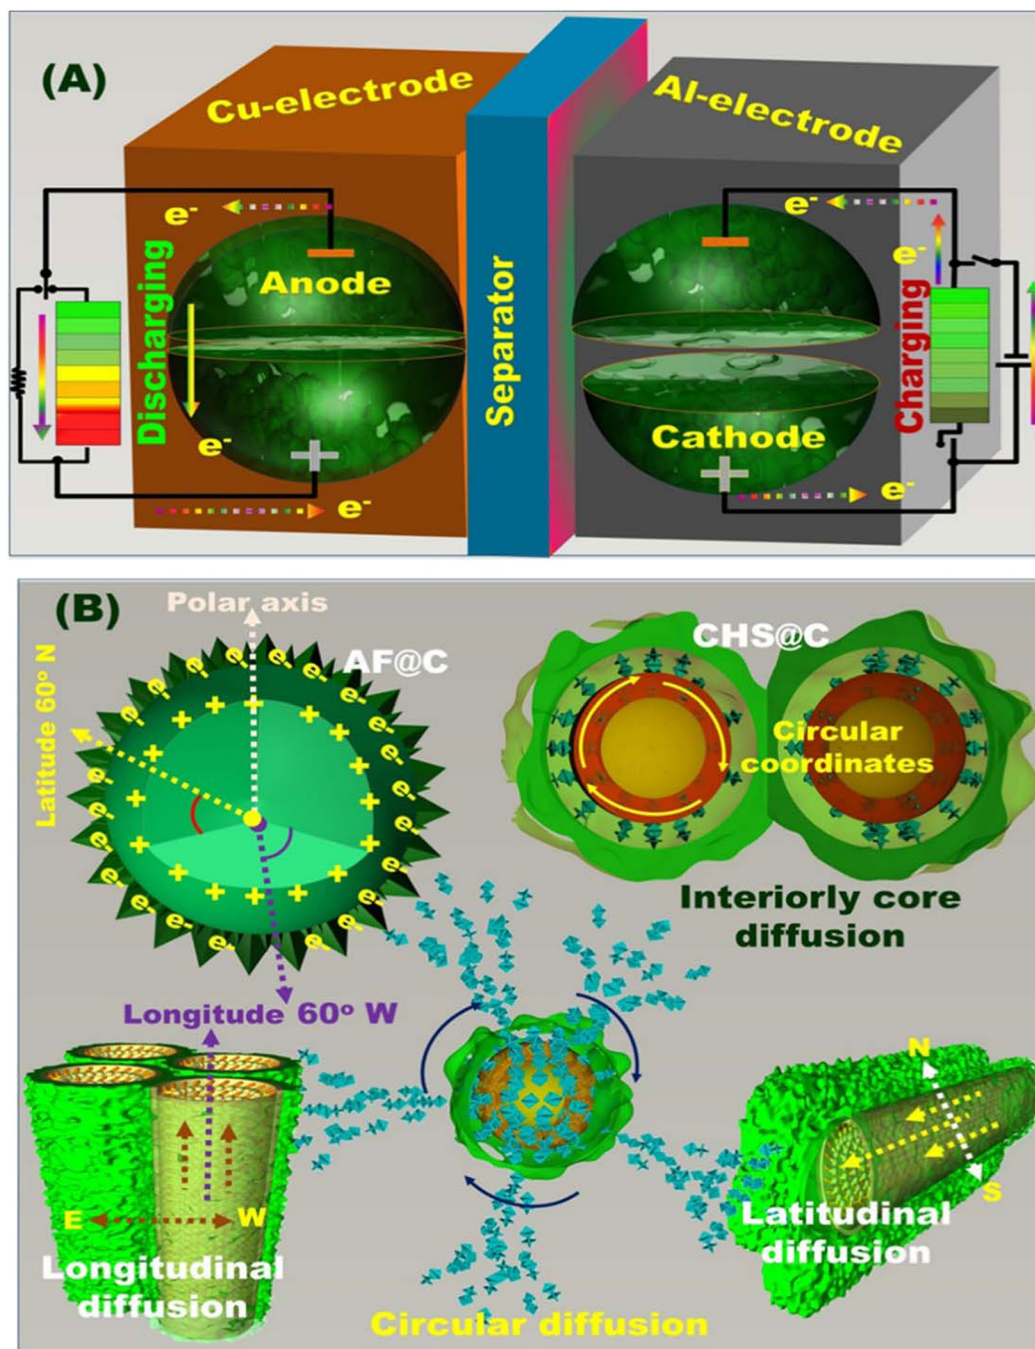 (A)
Cu-electrode
Al-electrode
Separator
Discharging
Charging
Anode
Cathode
e-
e-
e-
e-
e-
e-
(B)
Polar axis
AF@C
CHS@C
Latitude 60° N
Longitude 60° W
Circular
coordinates
Interiorly core
diffusion
E
W
N
S
Longitudinal
diffusion
Circular diffusion
Latitudinal
diffusion